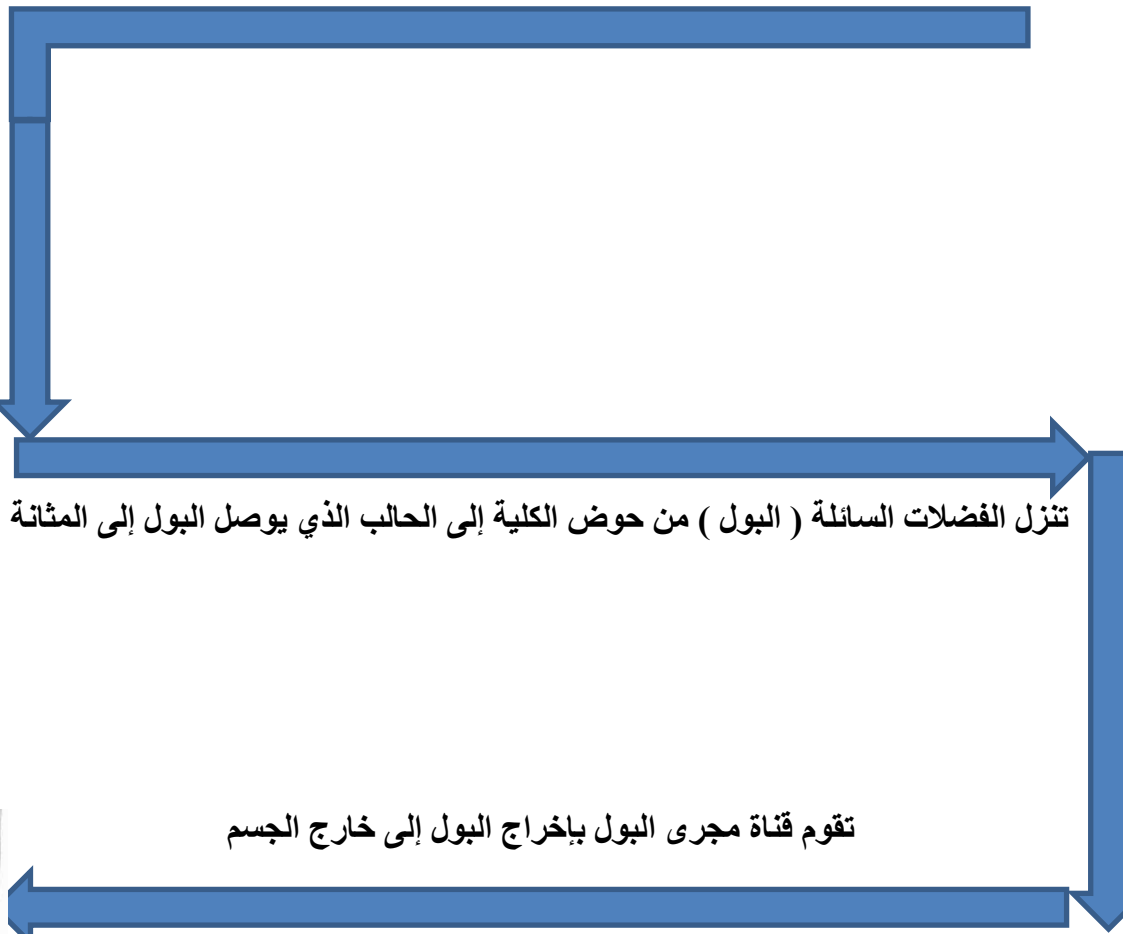 تنزل الفضلات السائلة ( البول ) من حوض الكلية إلى الحالب الذي يوصل البول إلى المثانة
تقوم قناة مجرى البول بإخراج البول إلى خارج الجسم